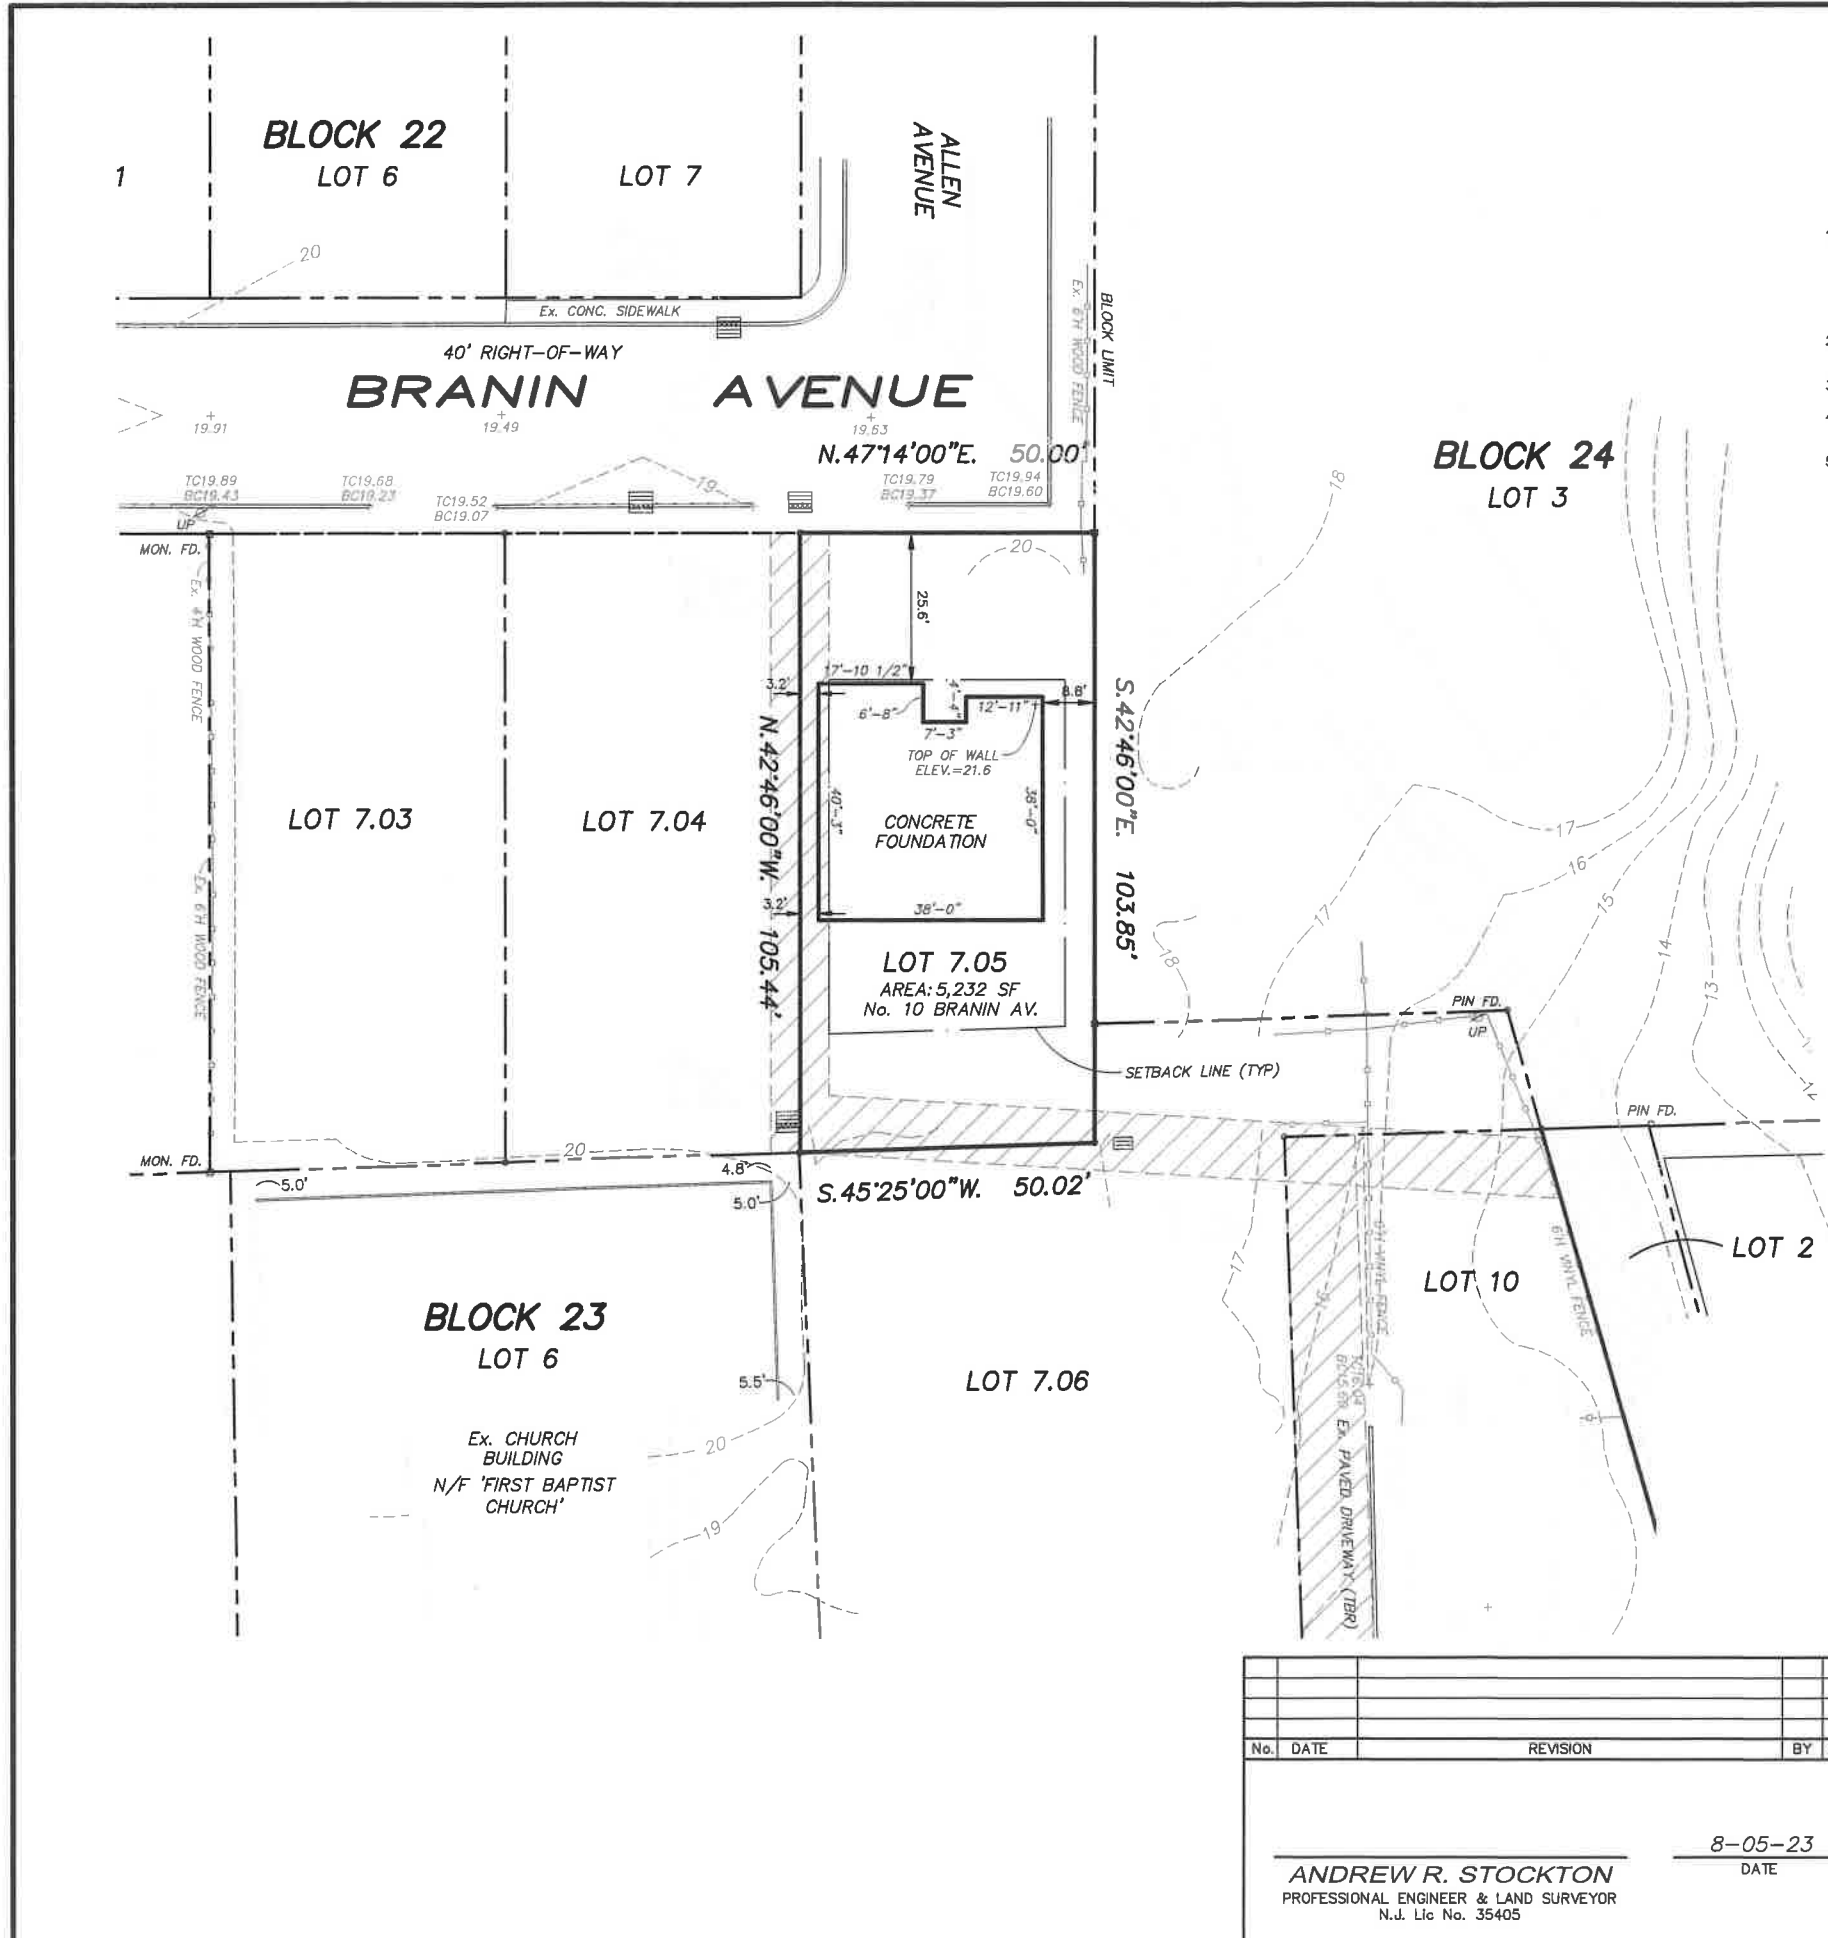 BLOCK 22
LOT 6
1
LOT 7
ALLEN
AVENUE
20
Ex. CONC. SIDEWALK
40' RIGHT-OF-WAY
BRANIN AVENUE
Ex. 6'H WOOD FENCE
BLOCK LIMIT
19.91
19.49
19.63
N.47°14'00"E. 50.00'
BLOCK 24
LOT 3
18
TC19.89
BC19.43
TC19.68
BC19.23
TC19.52
BC19.07
19
TC19.79
BC19.37
TC19.94
BC19.60
UP
MON. FD.
20
Ex. 4'H WOOD FENCE
25.6'
17'-10 1/2"
3.2'
6'-8"
4'-4"
12'-11"
8.8'
7'-3"
TOP OF WALL
ELEV.=21.6
N.42°46'00"W. 105.44'
S.42°46'00"E. 103.85'
40'-3"
38'-0"
CONCRETE
FOUNDATION
LOT 7.03
LOT 7.04
17
16
17
15
18
14
13
Ex. 6'H WOOD FENCE
3.2'
38'-0"
LOT 7.05
AREA: 5,232 SF
No. 10 BRANIN AV.
PIN FD.
UP
SETBACK LINE (TYP)
PIN FD.
20
MON. FD.
5.0'
4.8'
5.0'
S.45°25'00"W. 50.02'
6'H VINYL FENCE
6'H VINYL FENCE
17
LOT 2
LOT 10
BLOCK 23
LOT 6
16
5.5'
LOT 7.06
TC16.04
Ex. PAVED DRIVEWAY (TBR)
Ex. CHURCH
BUILDING
N/F 'FIRST BAPTIST
CHURCH'
20
19
No. DATE REVISION BY
8-05-23
DATE
ANDREW R. STOCKTON
PROFESSIONAL ENGINEER & LAND SURVEYOR
N.J. Lic No. 35405